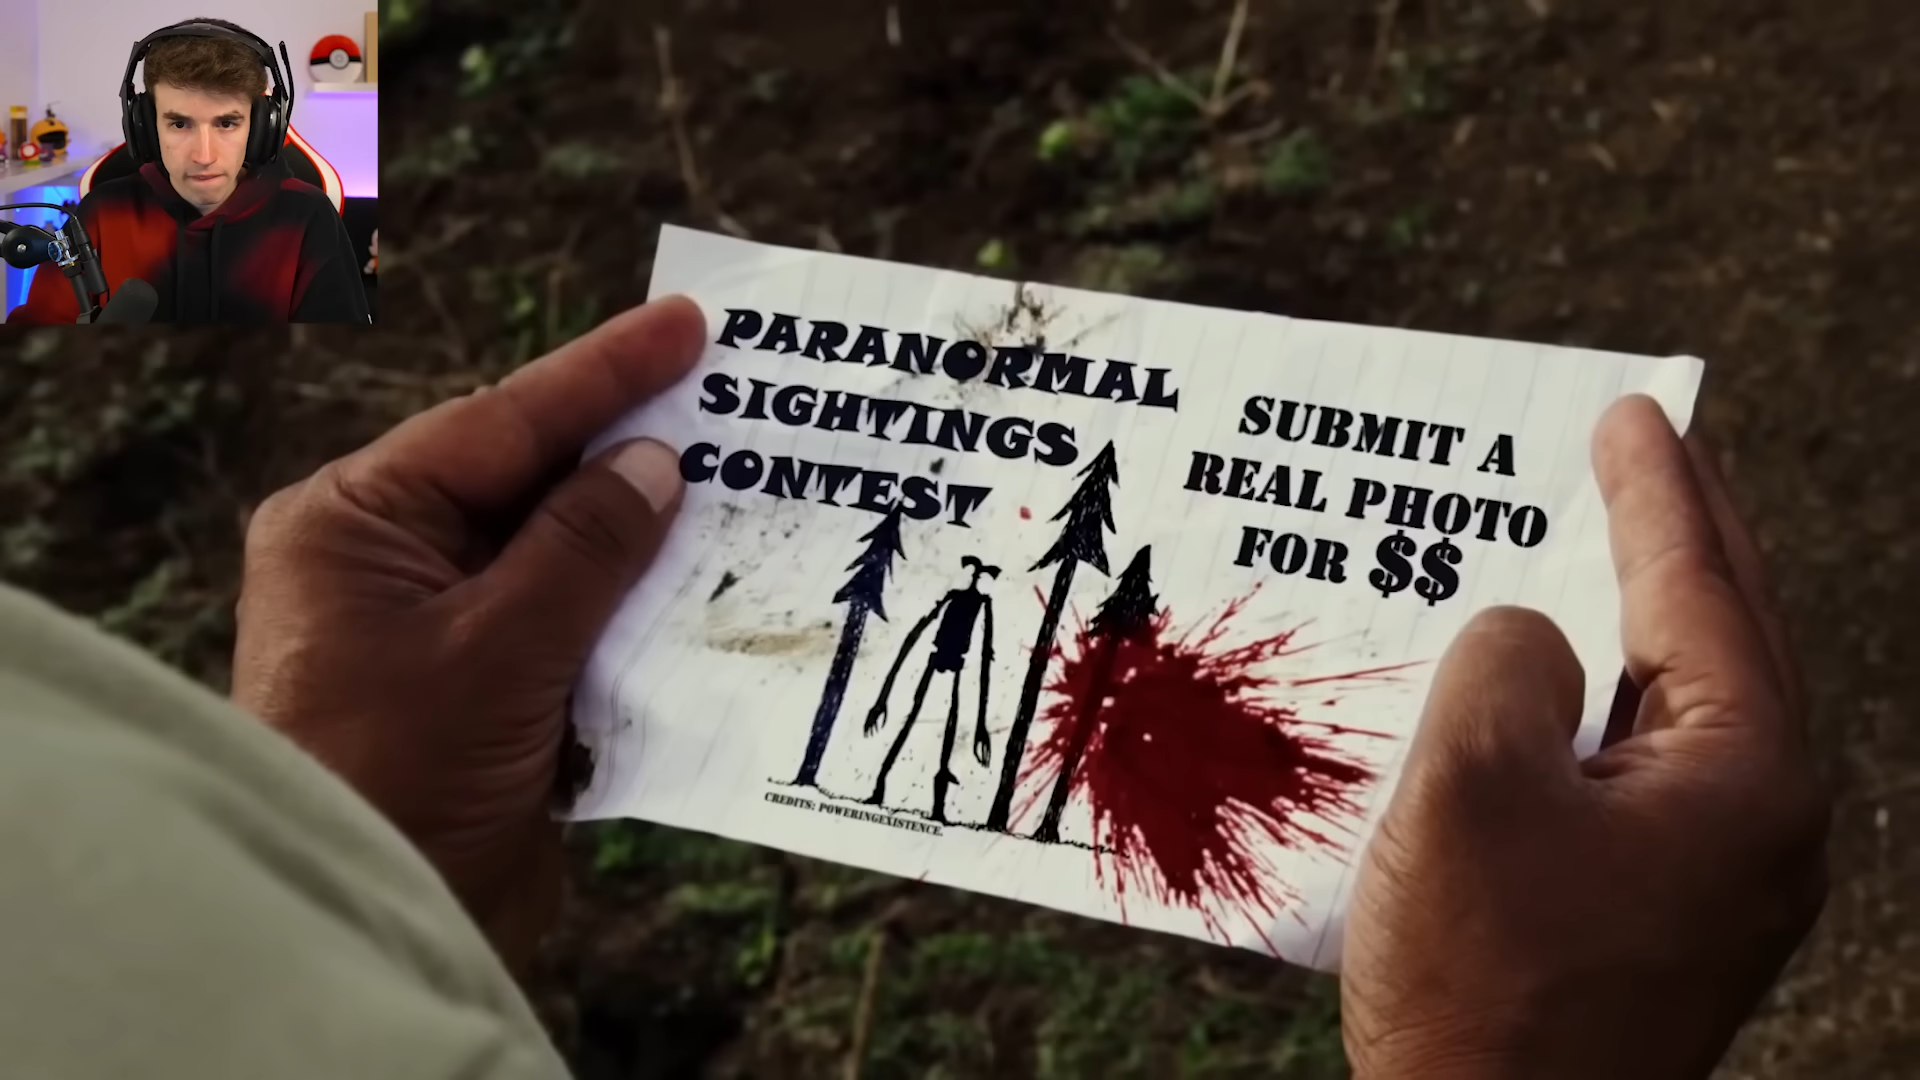 PARANORMAL
SIGHTINGS
CONTEST
SUBMIT A
REAL PHOTO
FOR $$
CREDITS: POWERINGEXISTENCE.